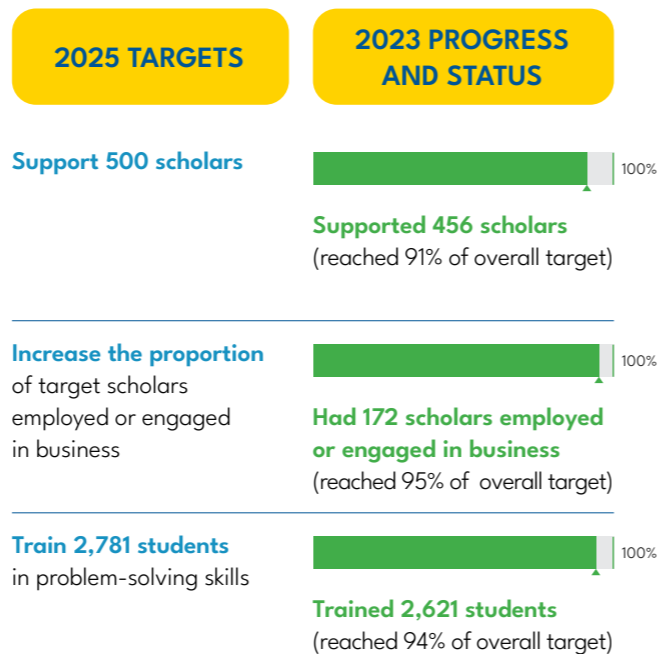 2025 TARGETS
2023 PROGRESS
AND STATUS
Support 500 scholars
100%
Supported 456 scholars
(reached 91% of overall target)
Increase the proportion
of target scholars
employed or engaged
in business
100%
Had 172 scholars employed
or engaged in business
(reached 95% of overall target)
Train 2,781 students
in problem-solving skills
100%
Trained 2,621 students
(reached 94% of overall target)